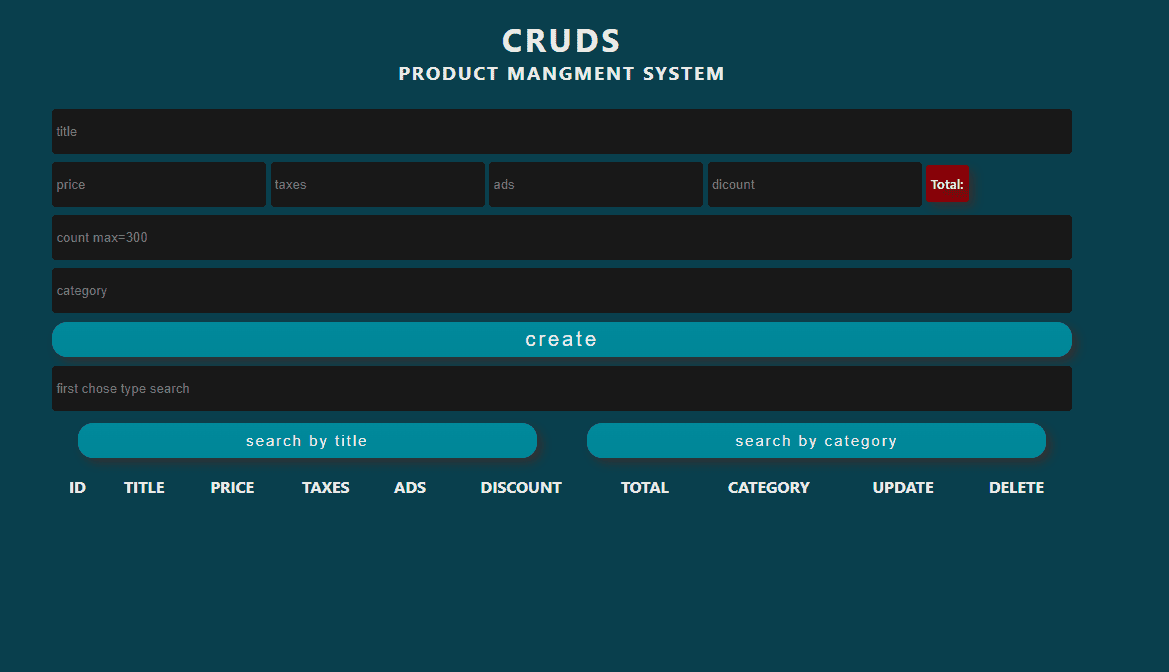 CRUDS
PRODUCT MANGMENT SYSTEM
title
price taxes ads dicount Total:
count max=300
category
create
first chose type search
search by title search by category
ID TITLE PRICE TAXES ADS DISCOUNT TOTAL CATEGORY UPDATE DELETE